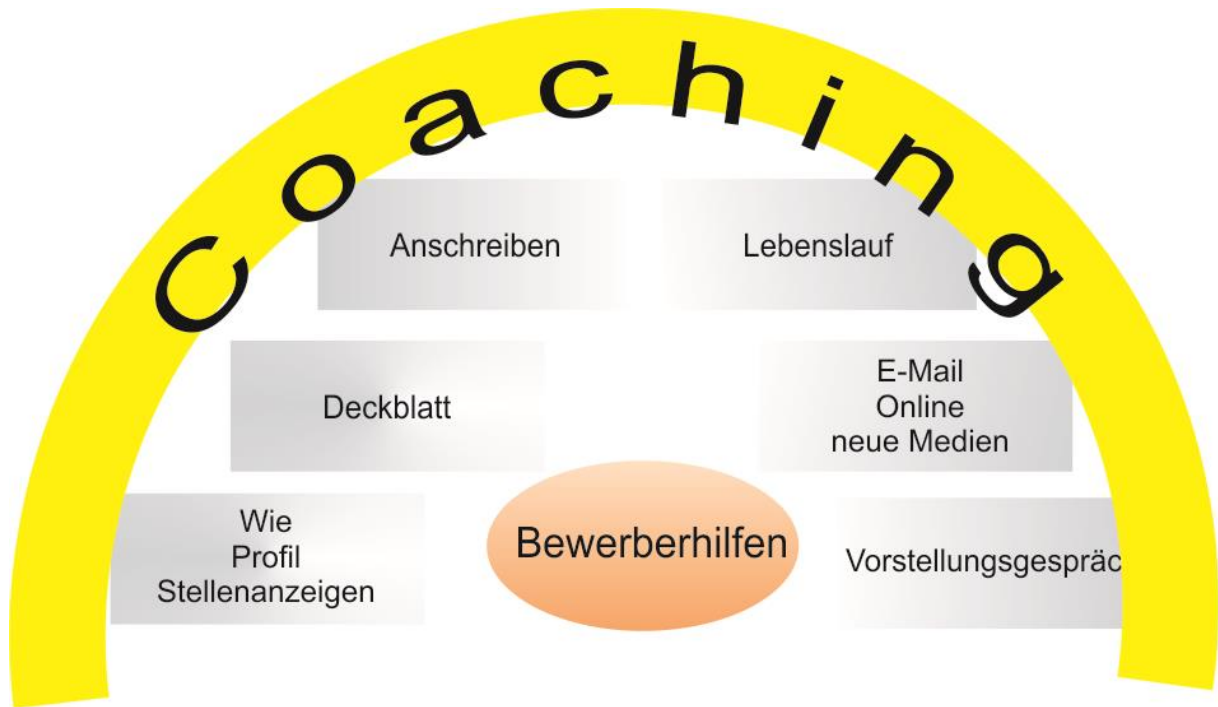 Coaching
Anschreiben
Lebenslauf
Deckblatt
E-Mail
Online
neue Medien
Wie
Profil
Stellenanzeigen
Bewerberhilfen
Vorstellungsgespräc